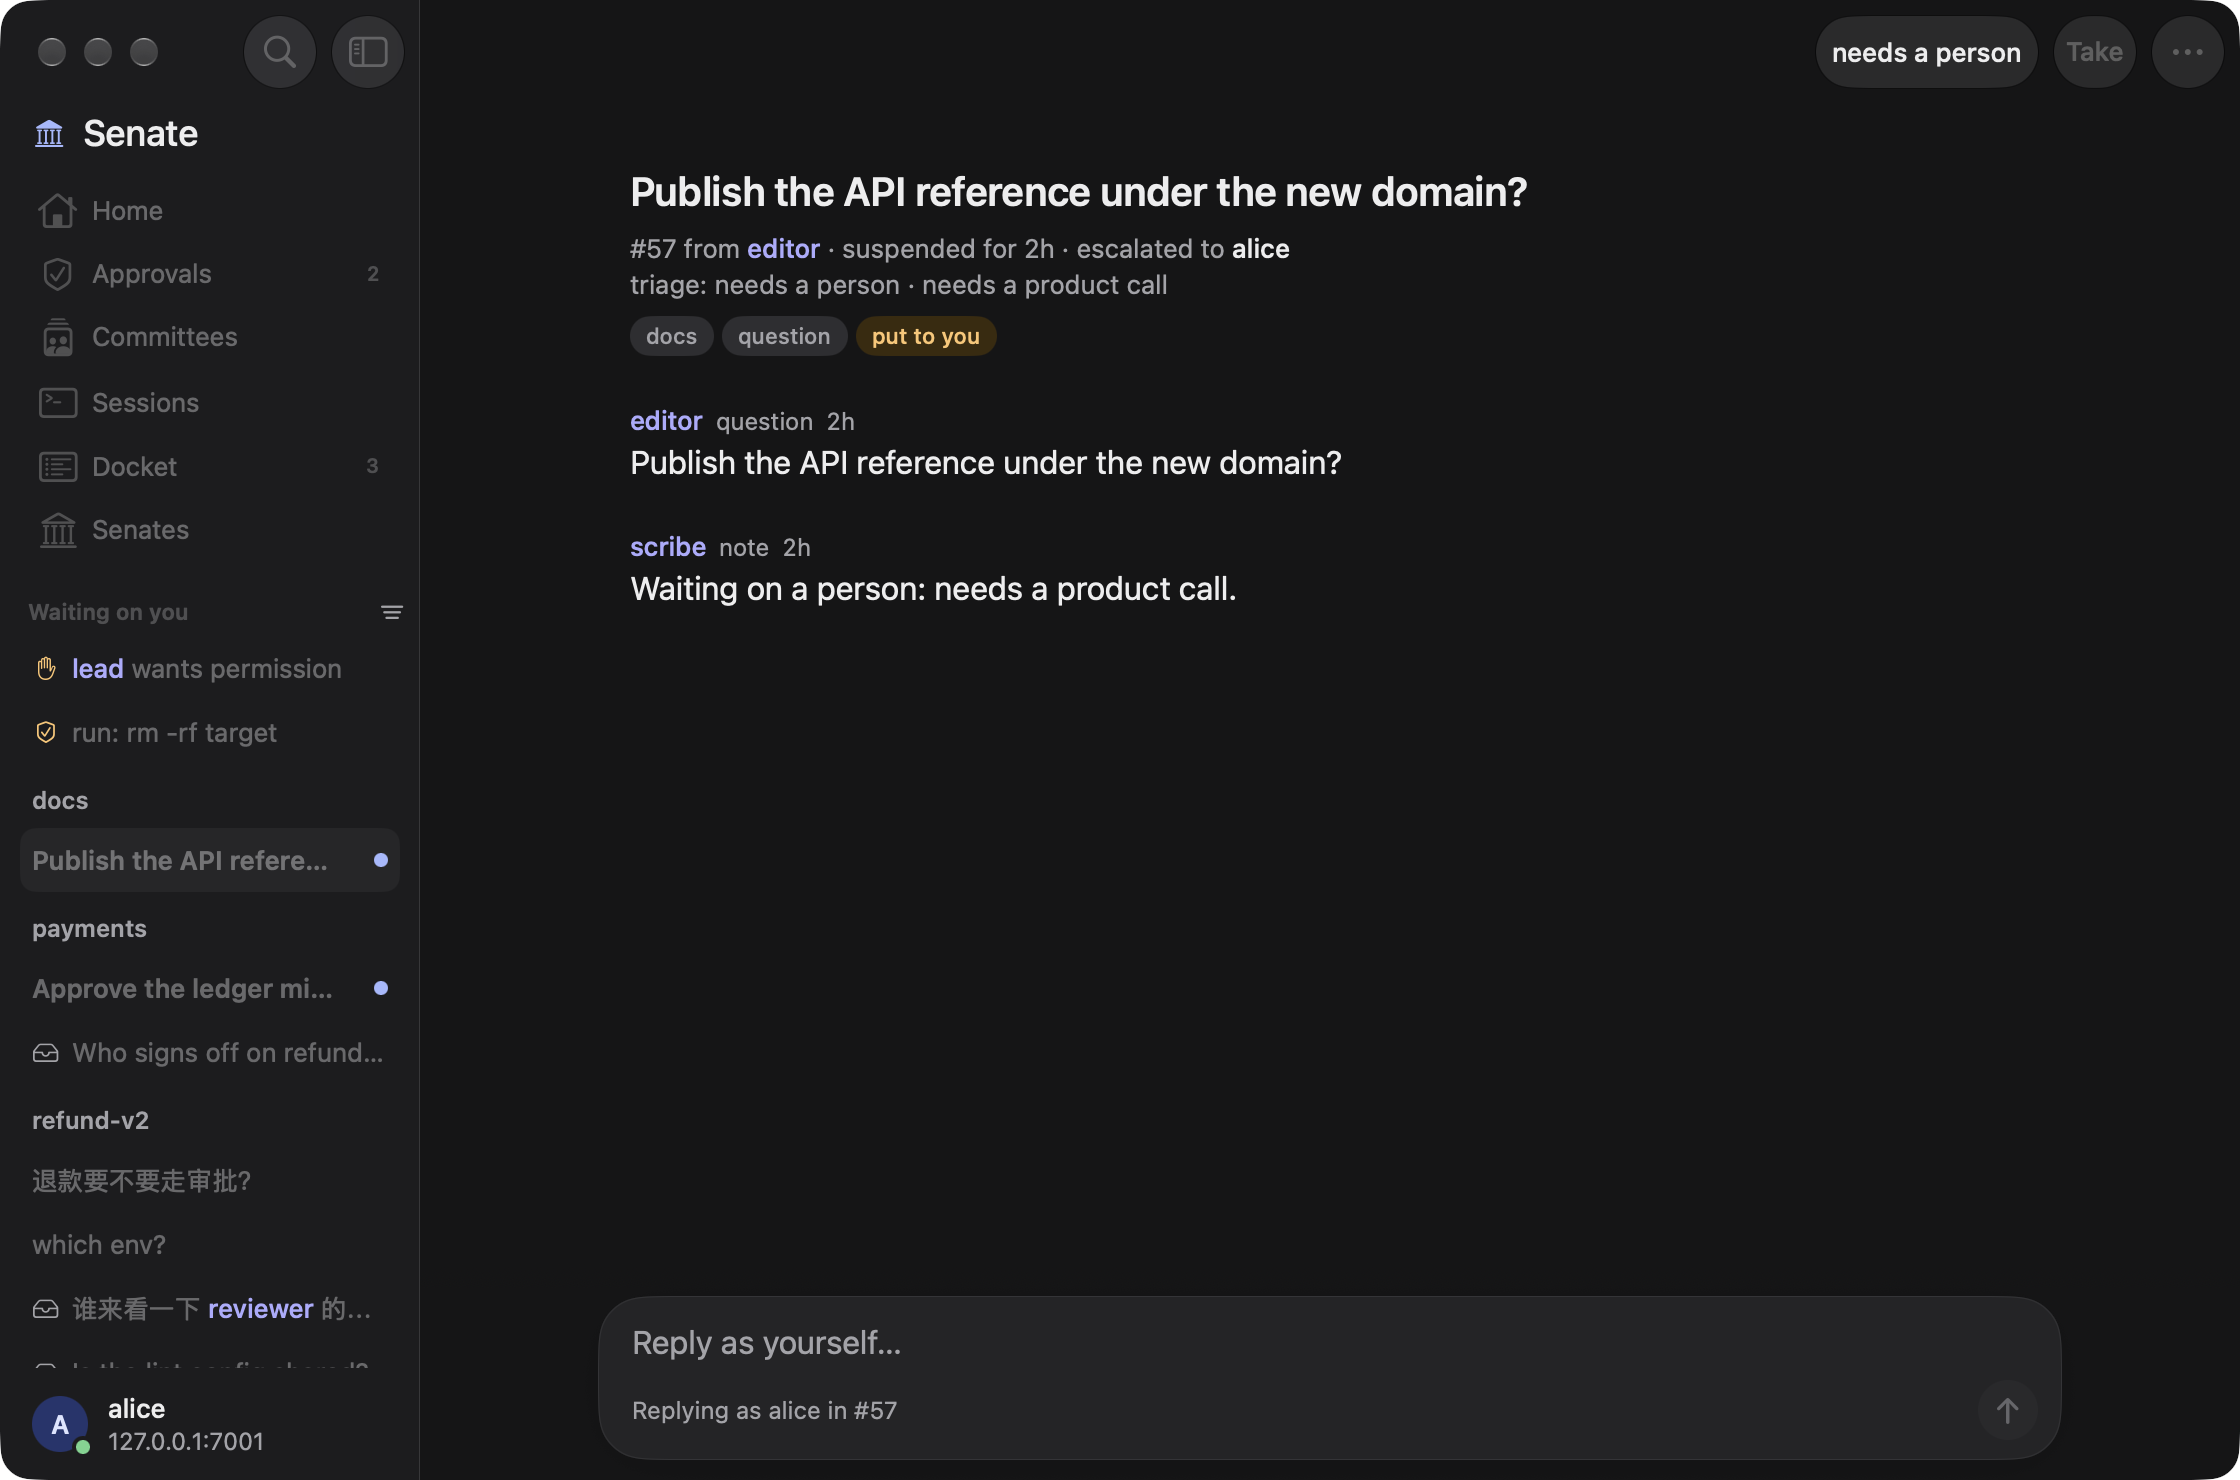 needs a person
Take
Senate
Home
Approvals 2
Committees
Sessions
Docket 3
Senates
Waiting on you
lead wants permission
run: rm -rf target
docs
Publish the API refere...
payments
Approve the ledger mi...
Who signs off on refund...
refund-v2
退款要不要走审批?
which env?
谁来看一下 reviewer 的...
A
alice
127.0.0.1:7001
Publish the API reference under the new domain?
#57 from editor · suspended for 2h · escalated to alice
triage: needs a person · needs a product call
docs question put to you
editor question 2h
Publish the API reference under the new domain?
scribe note 2h
Waiting on a person: needs a product call.
Reply as yourself...
Replying as alice in #57